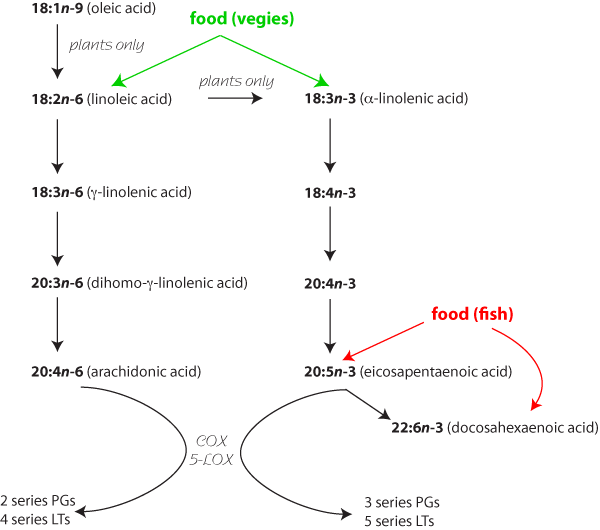 18:1n-9 (oleic acid)
food (vegies)
plants only
plants only
18:2n-6 (linoleic acid)
18:3n-3 (α-linolenic acid)
18:3n-6 (γ-linolenic acid)
18:4n-3
20:3n-6 (dihomo-γ-linolenic acid)
20:4n-3
food (fish)
20:4n-6 (arachidonic acid)
20:5n-3 (eicosapentaenoic acid)
22:6n-3 (docosahexaenoic acid)
COX
5-LOX
2 series PGs
4 series LTs
3 series PGs
5 series LTs